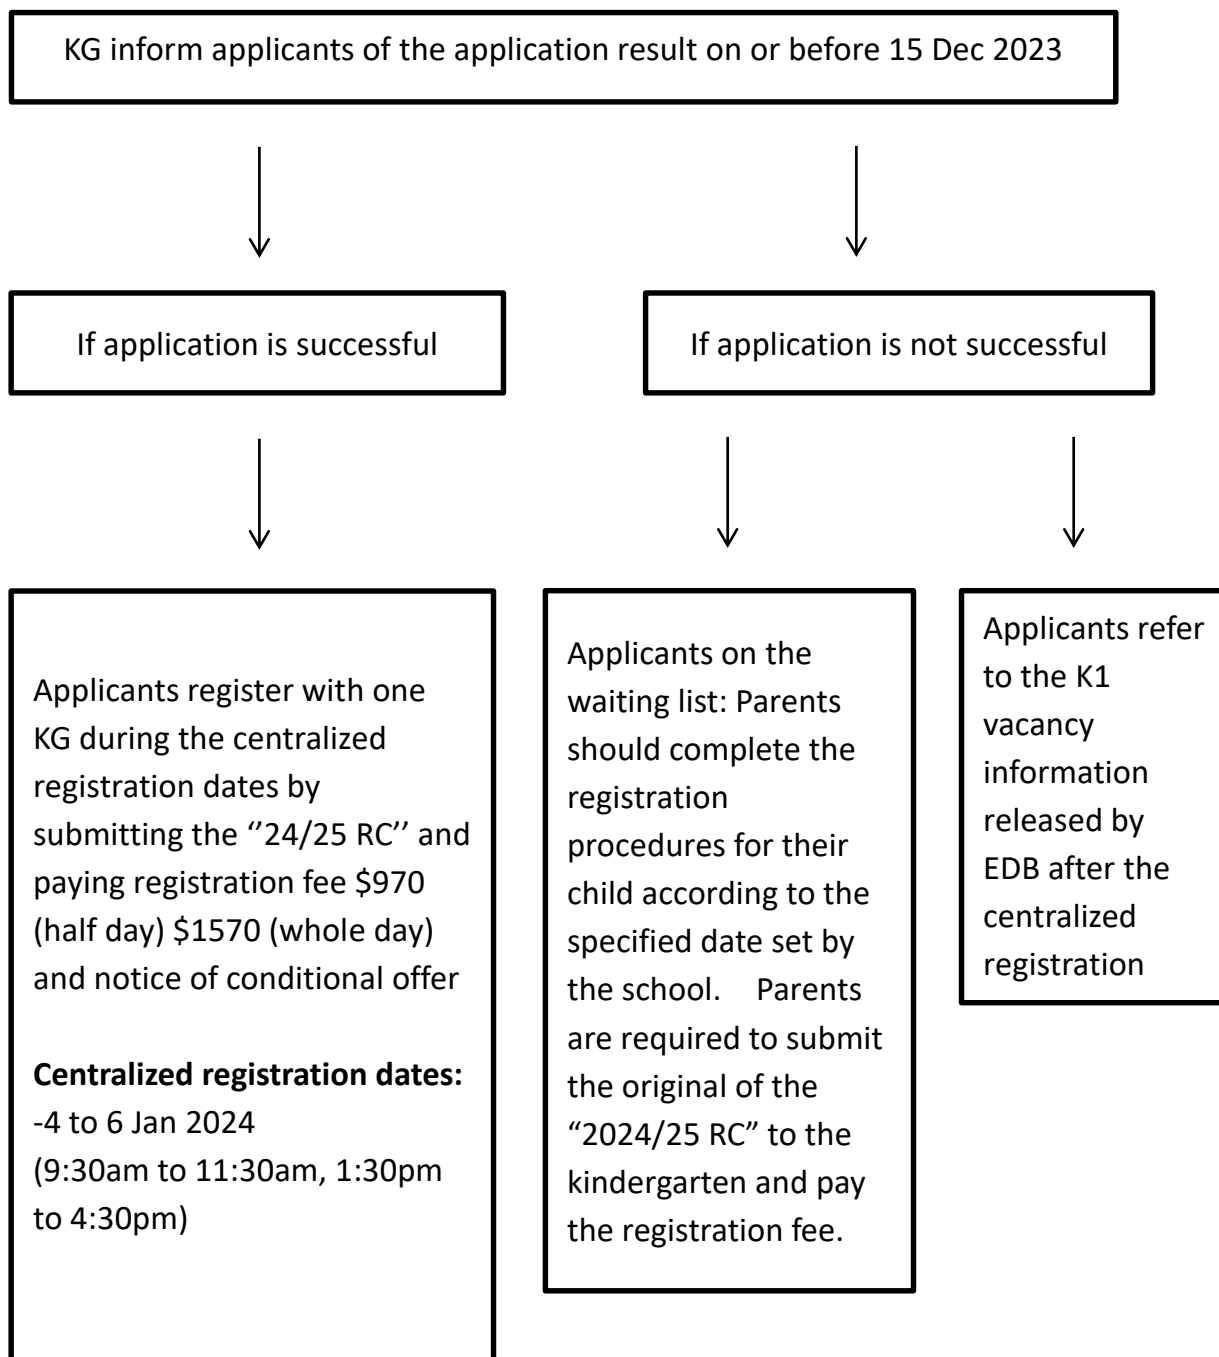 KG inform applicants of the application result on or before 15 Dec 2023
If application is successful
If application is not successful
Applicants register with one
KG during the centralized
registration dates by
submitting the ‘’24/25 RC’’ and
paying registration fee $970
(half day) $1570 (whole day)
and notice of conditional offer
Centralized registration dates:
-4 to 6 Jan 2024
(9:30am to 11:30am, 1:30pm
to 4:30pm)
Applicants on the
waiting list: Parents
should complete the
registration
procedures for their
child according to the
specified date set by
the school.    Parents
are required to submit
the original of the
“2024/25 RC” to the
kindergarten and pay
the registration fee.
Applicants refer
to the K1
vacancy
information
released by
EDB after the
centralized
registration